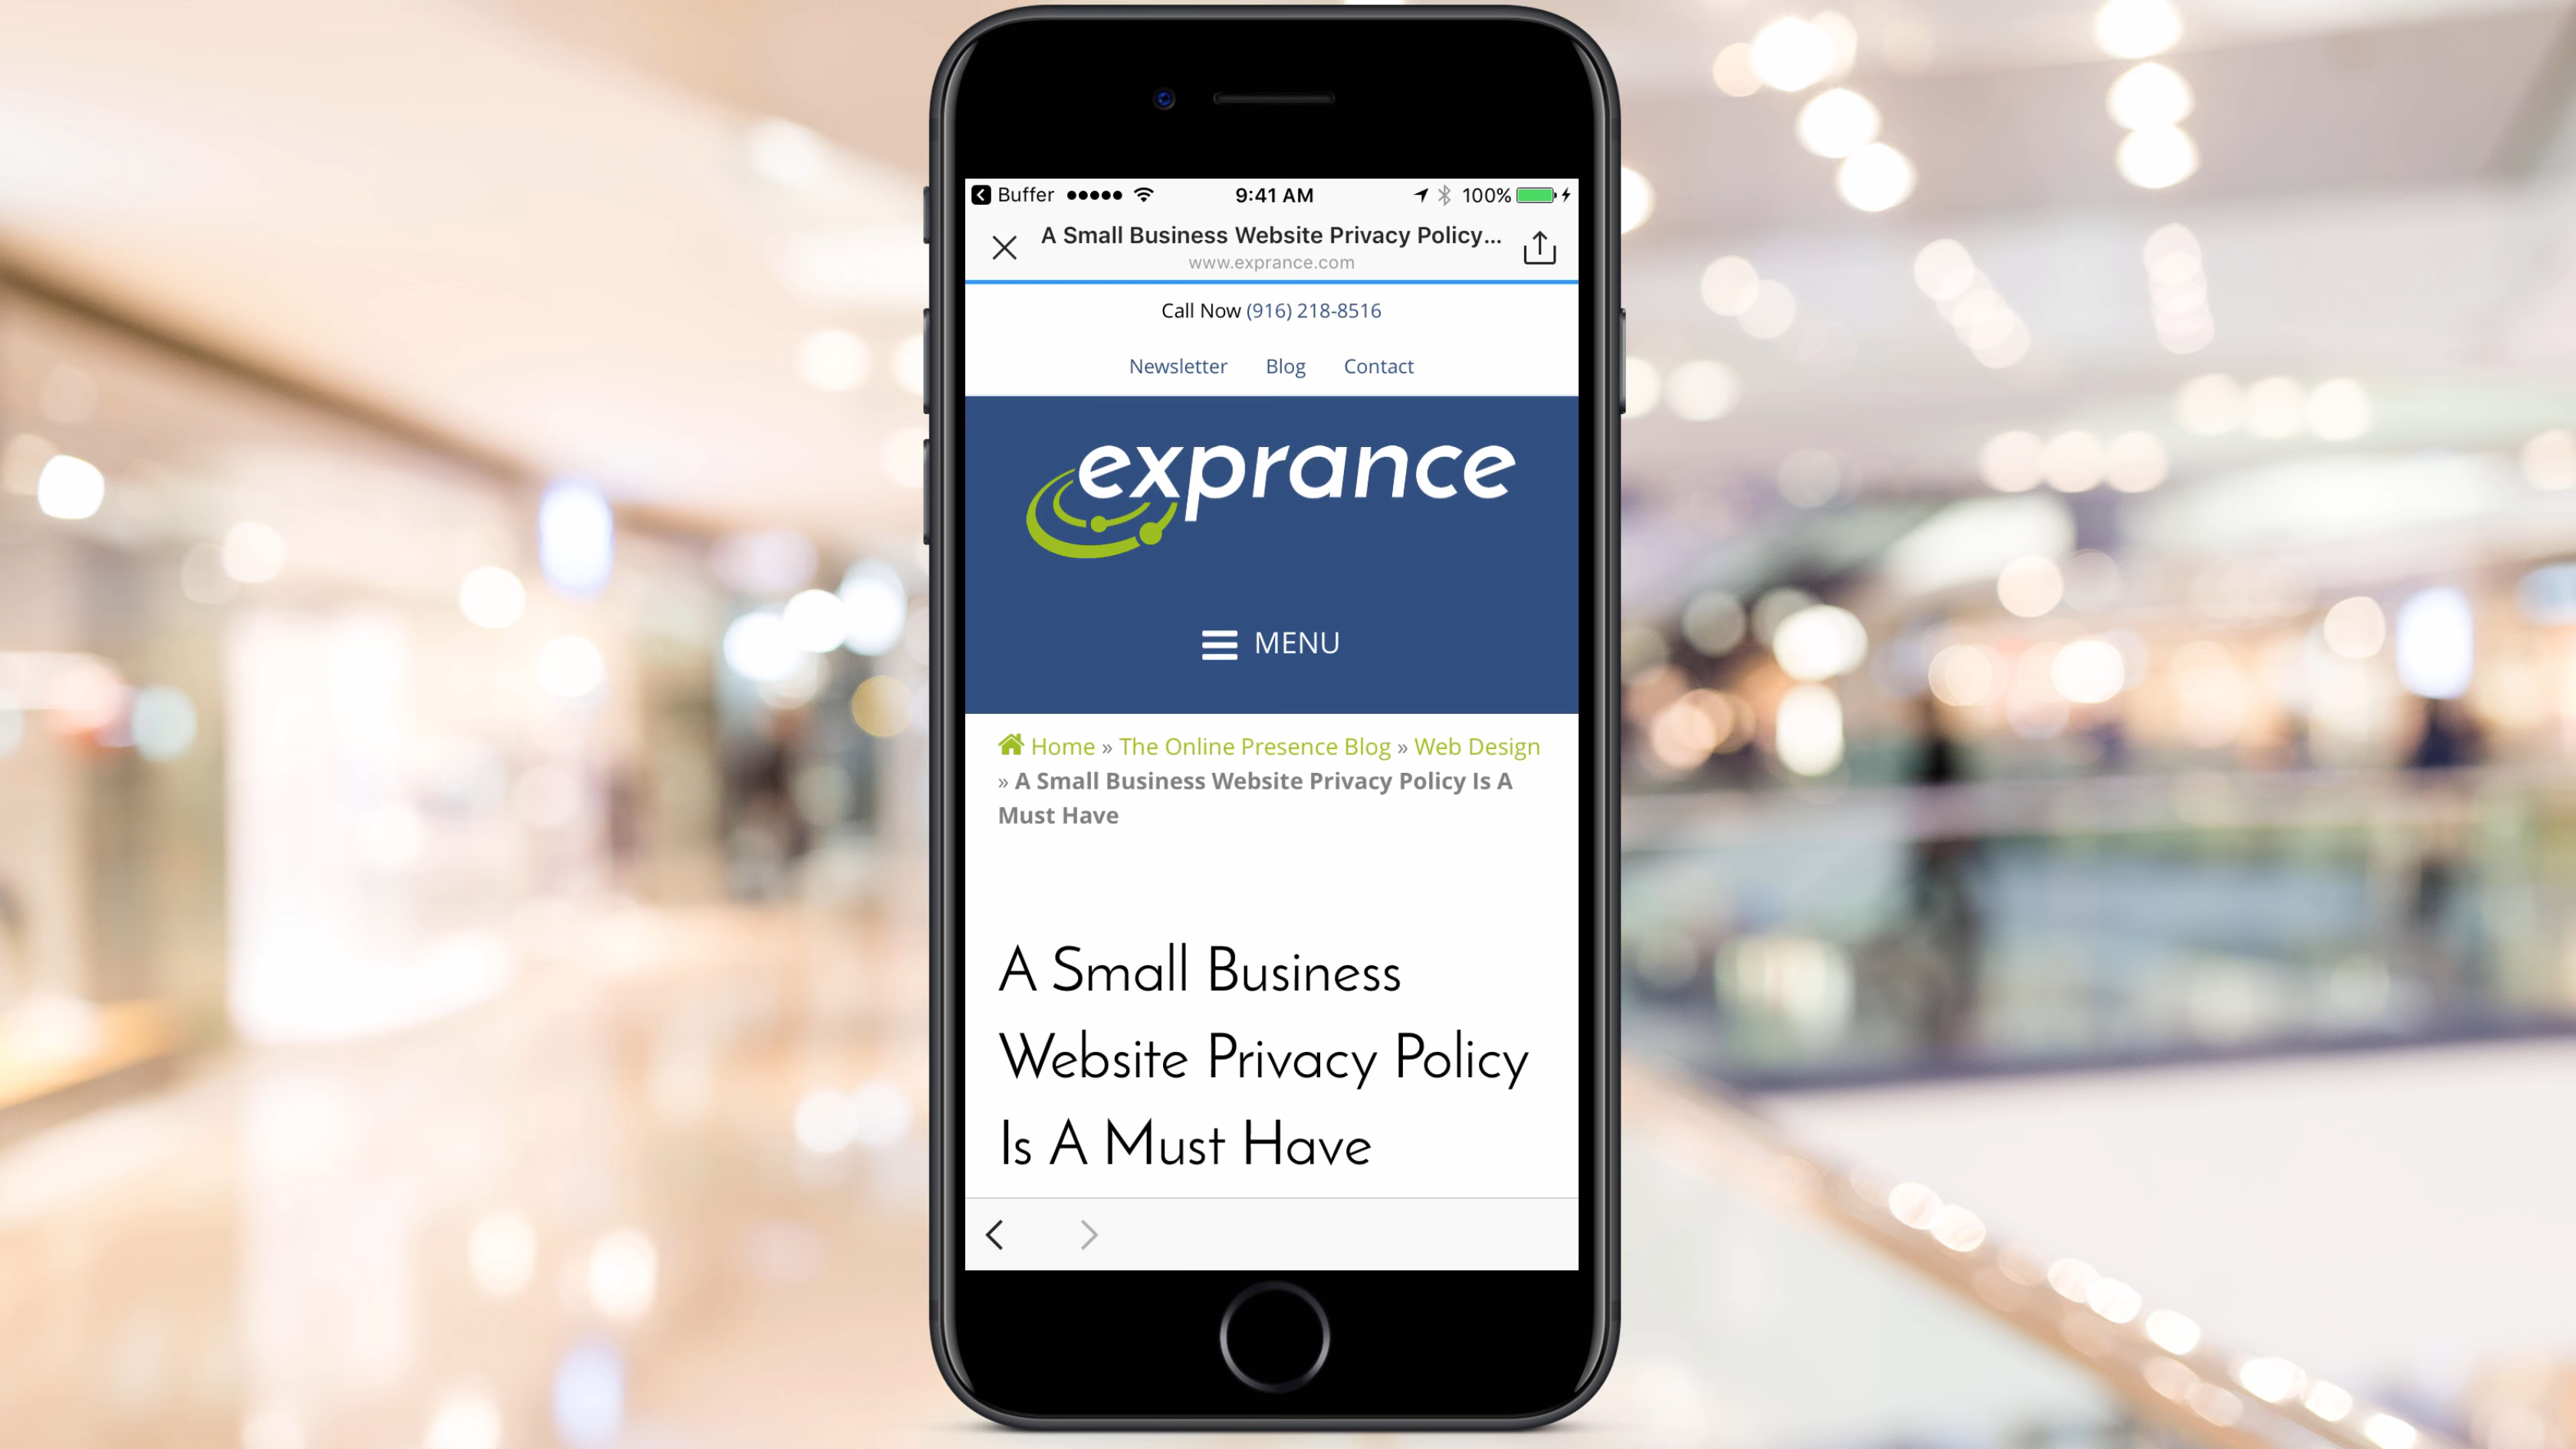 Buffer 9:41 AM 100%
A Small Business Website Privacy Policy...
www.exprance.com
Call Now (916) 218-8516
Newsletter Blog Contact
exprance
MENU
Home » The Online Presence Blog » Web Design
» A Small Business Website Privacy Policy Is A
Must Have
A Small Business
Website Privacy Policy
Is A Must Have